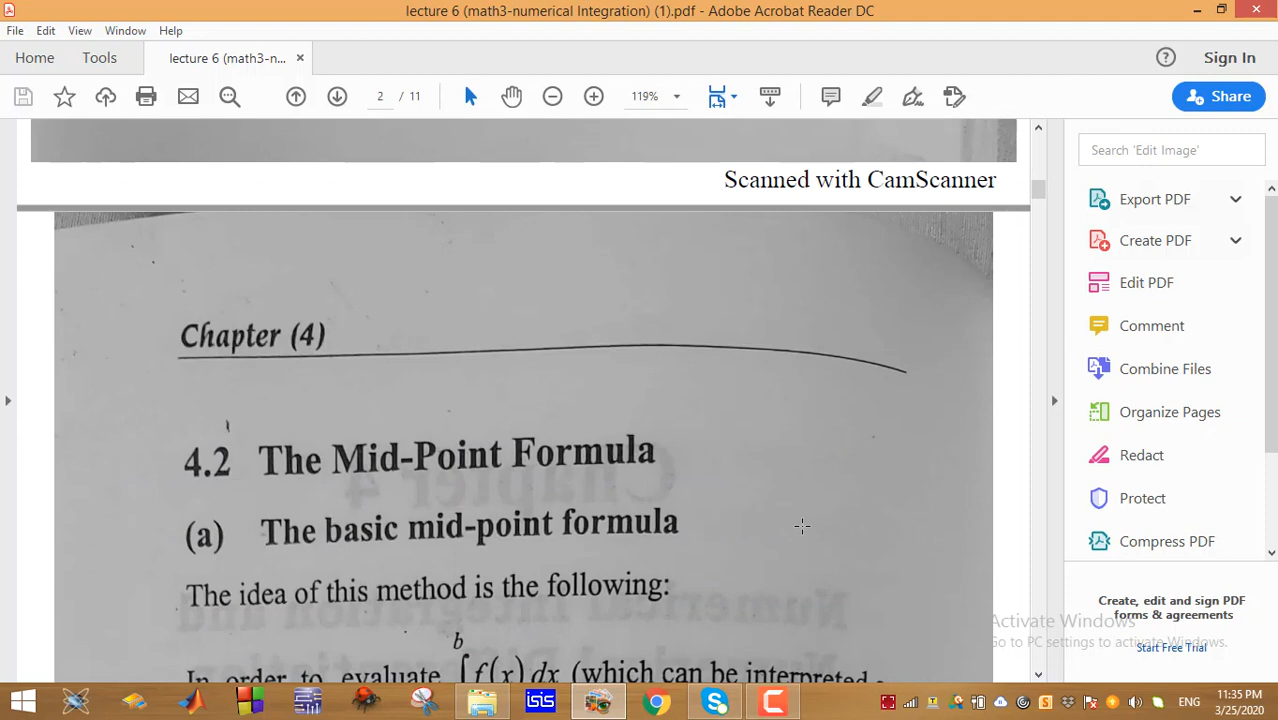 lecture 6 (math3-numerical Integration) (1).pdf - Adobe Acrobat Reader DC
File Edit View Window Help
Home Tools lecture 6 (math3-n... × Sign In
2 / 11 119% Share
Scanned with CamScanner
Chapter (4)
4.2 The Mid-Point Formula
(a) The basic mid-point formula
The idea of this method is the following:
b
In order to evaluate ∫ f(x) dx (which can be interpreted
Search 'Edit Image'
Export PDF
Create PDF
Edit PDF
Comment
Combine Files
Organize Pages
Redact
Protect
Compress PDF
Create, edit and sign PDF
forms & agreements
Start Free Trial
Activate Windows
Go to PC settings to activate Windows.
isis
ENG
11:35 PM
3/25/2020